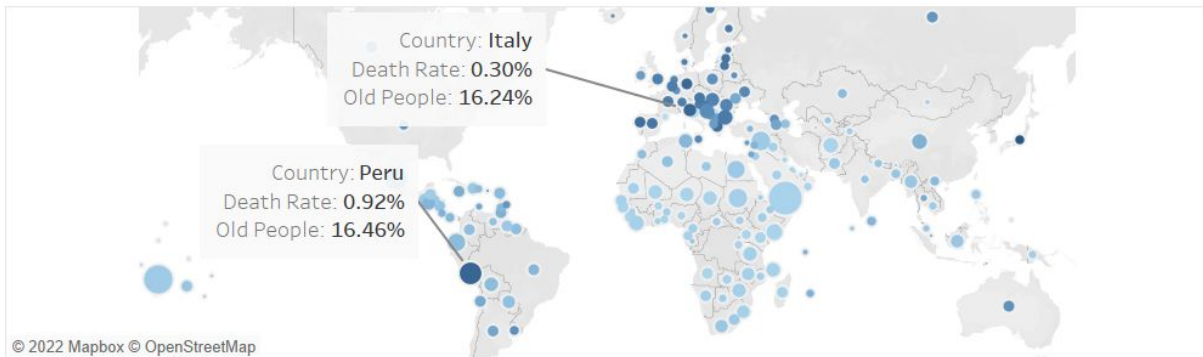 Country: Italy
Death Rate: 0.30%
Old People: 16.24%
Country: Peru
Death Rate: 0.92%
Old People: 16.46%
© 2022 Mapbox © OpenStreetMap